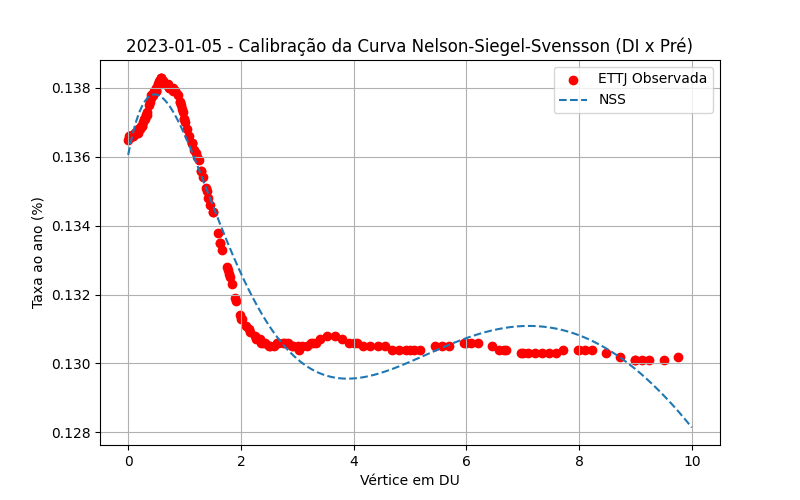 2023-01-05 - Calibração da Curva Nelson-Siegel-Svensson (DI x Pré)
ETTJ Observada
NSS
Taxa ao ano (%)
0.138
0.136
0.134
0.132
0.130
0.128
0
2
4
6
8
10
Vértice em DU